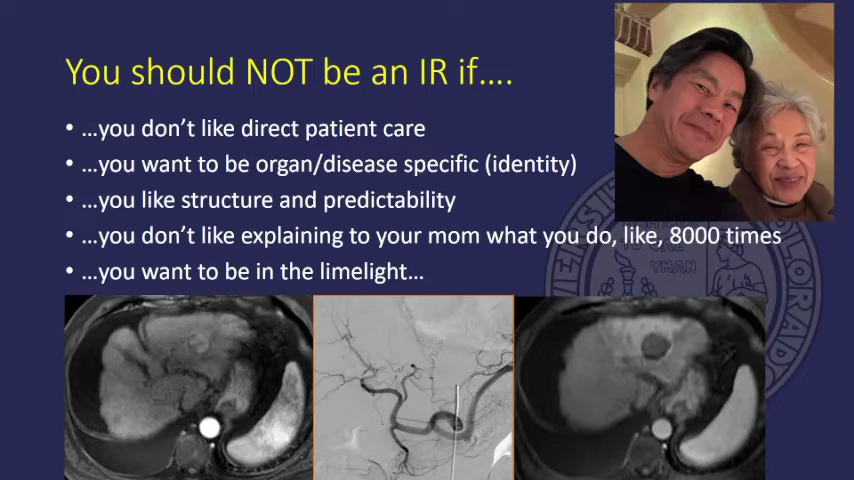 You should NOT be an IR if….
• …you don’t like direct patient care
• …you want to be organ/disease specific (identity)
• …you like structure and predictability
• …you don’t like explaining to your mom what you do, like, 8000 times
• …you want to be in the limelight…